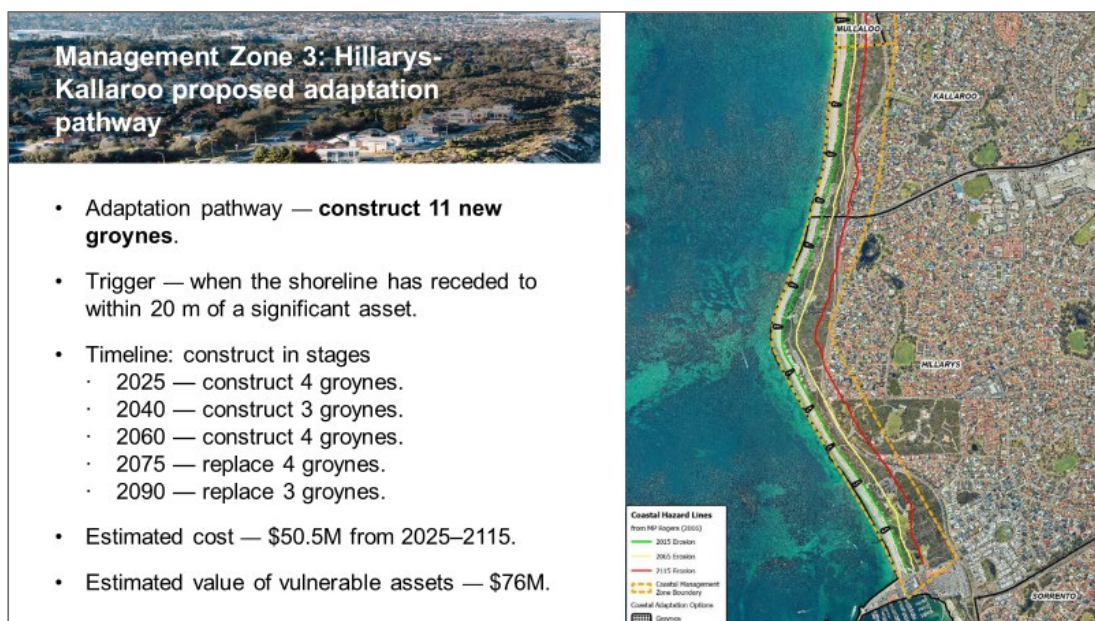 Management Zone 3: Hillarys-
Kallaroo proposed adaptation
pathway
• Adaptation pathway — construct 11 new
groynes.
• Trigger — when the shoreline has receded to
within 20 m of a significant asset.
• Timeline: construct in stages
· 2025 — construct 4 groynes.
· 2040 — construct 3 groynes.
· 2060 — construct 4 groynes.
· 2075 — replace 4 groynes.
· 2090 — replace 3 groynes.
• Estimated cost — $50.5M from 2025–2115.
• Estimated value of vulnerable assets — $76M.
MULLALOO
KALLAROO
HILLARYS
SORRENTO
Coastal Hazard Lines
from MP Rogers (2016)
2015 Erosion
2065 Erosion
2115 Erosion
Coastal Management
Zone Boundary
Coastal Adaptation Options
Groynes